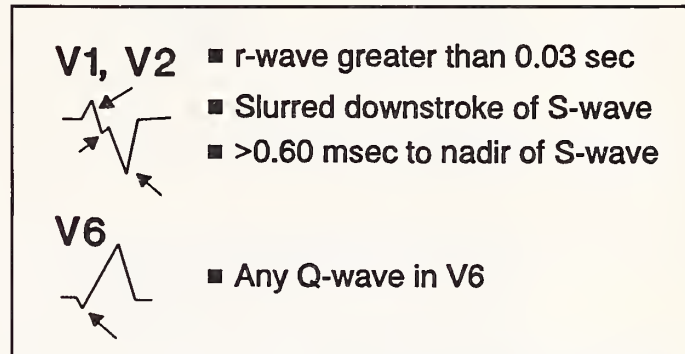 V1, V2
■ r-wave greater than 0.03 sec
■ Slurred downstroke of S-wave
■ >0.60 msec to nadir of S-wave
V6
■ Any Q-wave in V6